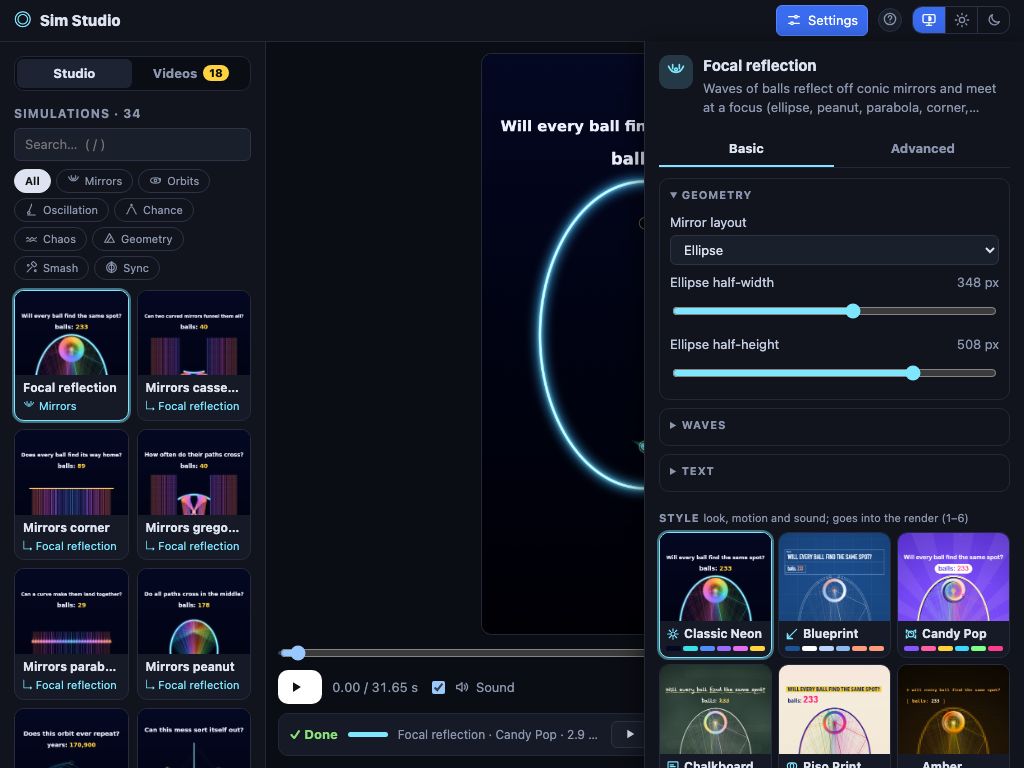 Sim Studio
Settings
Studio
Videos 18
SIMULATIONS · 34
Search... ( / )
All
Mirrors
Orbits
Oscillation
Chance
Chaos
Geometry
Smash
Sync
Will every ball find the same spot?
balls: 233
Focal reflection
Mirrors
Can two curved mirrors funnel them all?
balls: 40
Mirrors casse...
Focal reflection
Does every ball find its way home?
balls: 89
Mirrors corner
Focal reflection
How often do their paths cross?
balls: 40
Mirrors grego...
Focal reflection
Can a curve make them land together?
balls: 29
Mirrors parab...
Focal reflection
Do all paths cross in the middle?
balls: 178
Mirrors peanut
Focal reflection
Does this orbit ever repeat?
years: 170,900
Can this mess sort itself out?
Will every ball fin
ball
0.00 / 31.65 s
Sound
Done
Focal reflection · Candy Pop · 2.9 ...
Focal reflection
Waves of balls reflect off conic mirrors and meet
at a focus (ellipse, peanut, parabola, corner,...
Basic
Advanced
GEOMETRY
Mirror layout
Ellipse
Ellipse half-width
348 px
Ellipse half-height
508 px
WAVES
TEXT
STYLE look, motion and sound; goes into the render (1–6)
Will every ball find the same spot?
balls: 233
Classic Neon
WILL EVERY BALL FIND THE SAME SPOT?
balls 233
Blueprint
Will every ball find the same spot?
balls: 233
Candy Pop
Will every ball find the same spot?
balls: 233
Chalkboard
WILL EVERY BALL FIND THE SAME SPOT?
balls: 233
Riso Print
> will every ball find the same spot?
[ balls: 233 ]
Amber